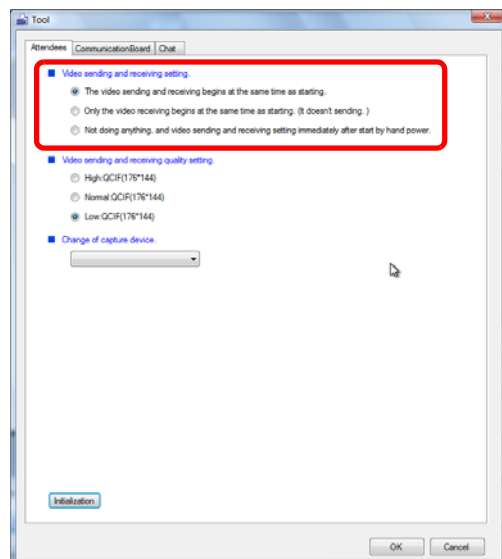 Tool
Attendees CommunicationBoard Chat
Video sending and receiving setting.
The video sending and receiving begins at the same time as starting.
Only the video receiving begins at the same time as starting. (It doesn't sending. )
Not doing anything. and video sending and receiving setting immediately after start by hand power.
Video sending and receiving quality setting.
High:QCIF(176*144)
Normal:QCIF(176*144)
Low:QCIF(176*144)
Change of capture device.
Initialization
OK Cancel